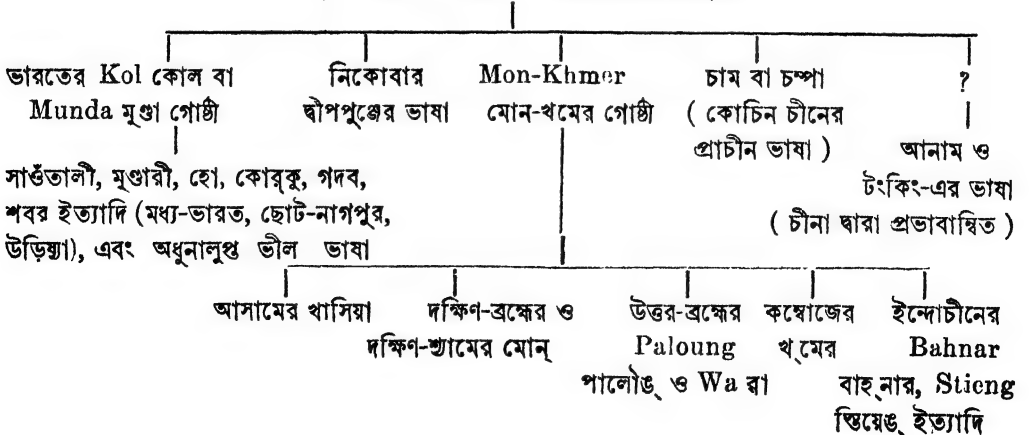 ভারতের Kol কোল বা
Munda মুণ্ডা গোষ্ঠী
নিকোবার
দ্বীপপুঞ্জের ভাষা
Mon-Khmer
মোন-খমের গোষ্ঠী
চাম বা চম্পা
( কোচিন চীনের
প্রাচীন ভাষা )
?
আনাম ও
টংকিং-এর ভাষা
( চীনা দ্বারা প্রভাবান্বিত )
সাওঁতালী, মুণ্ডারী, হো, কোর্‌কু, গদব,
শবর ইত্যাদি (মধ্য-ভারত, ছোট-নাগপুর,
উড়িষ্যা), এবং অধুনালুপ্ত ভীল ভাষা
আসামের খাসিয়া
দক্ষিণ-ব্রহ্মের ও
দক্ষিণ-শ্যামের মোন্
উত্তর-ব্রহ্মের
Paloung
পালোঙ্ ও Wa রা
কম্বোজের
খ্‌মের
ইন্দোচীনের
Bahnar
বাহ্‌নার, Stieng
স্তিয়েঙ্ ইত্যাদি